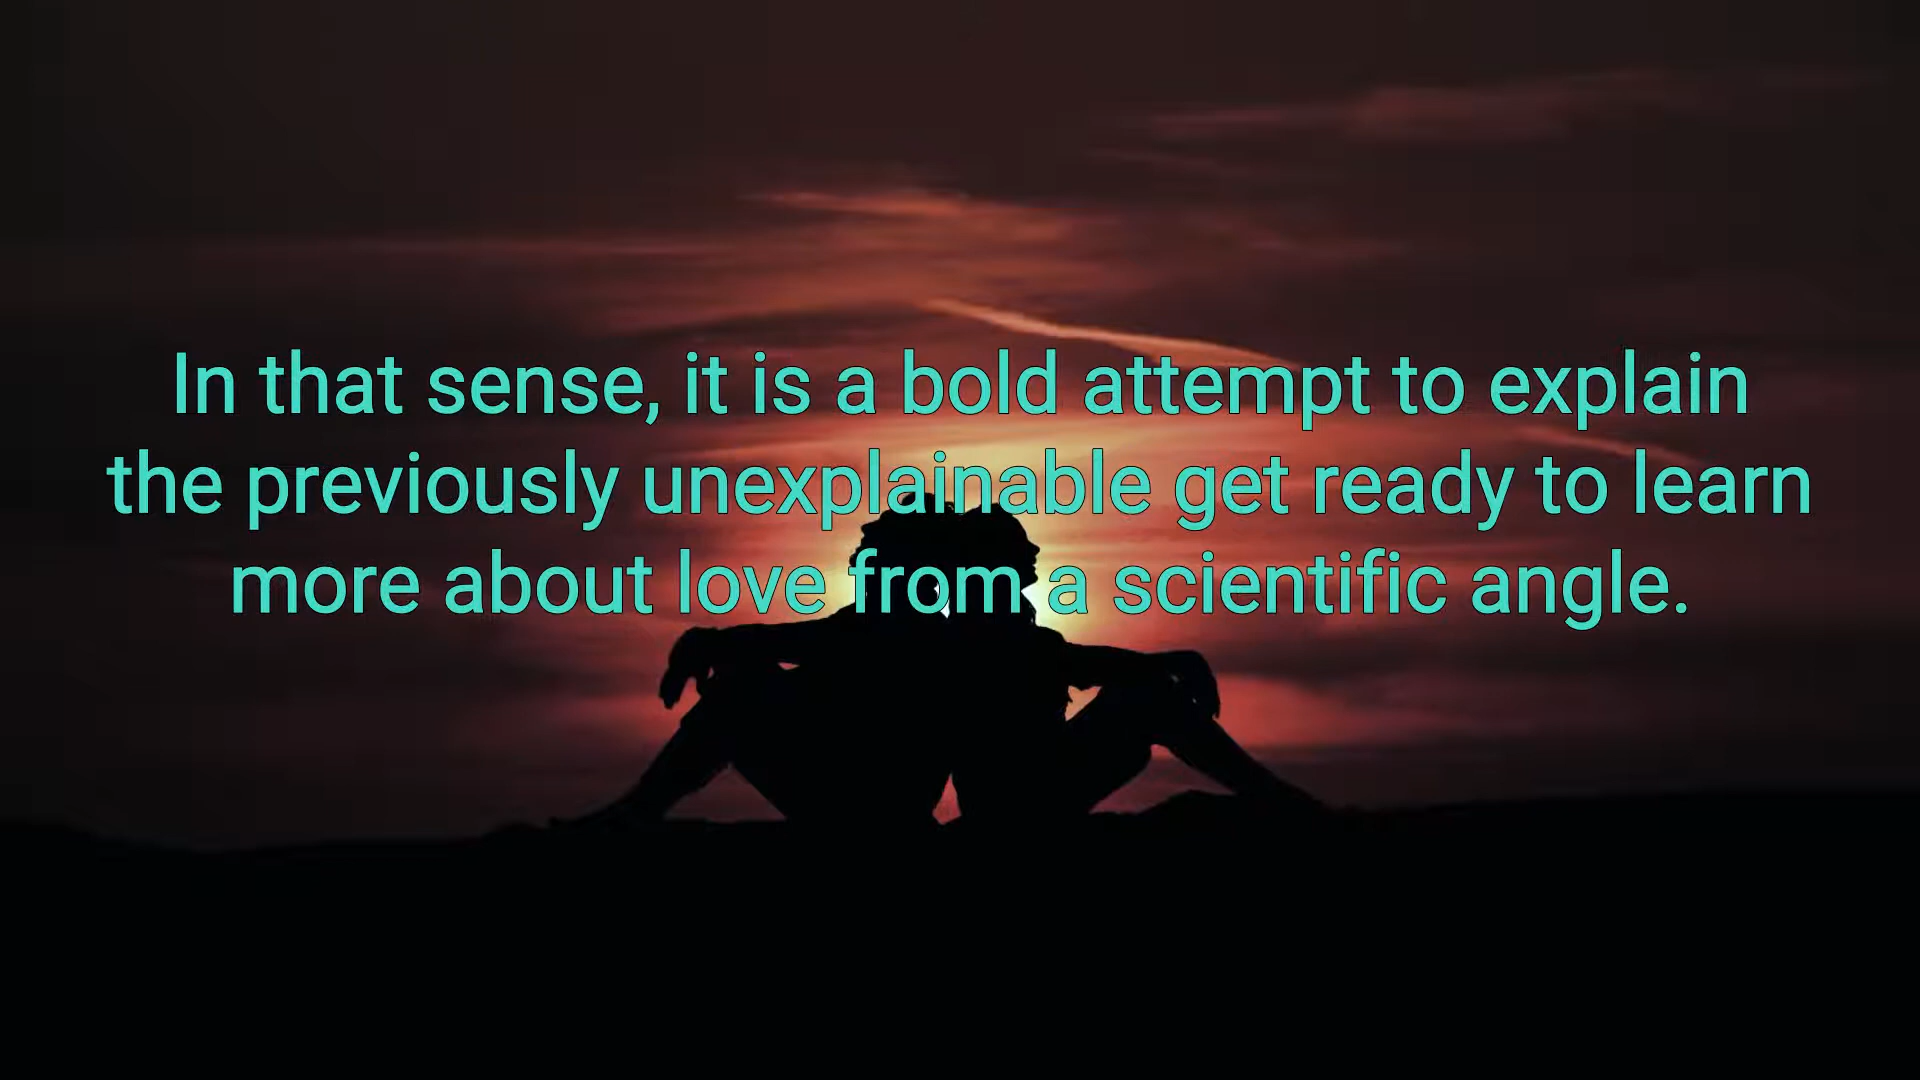 In that sense, it is a bold attempt to explain
the previously unexplainable get ready to learn
more about love from a scientific angle.